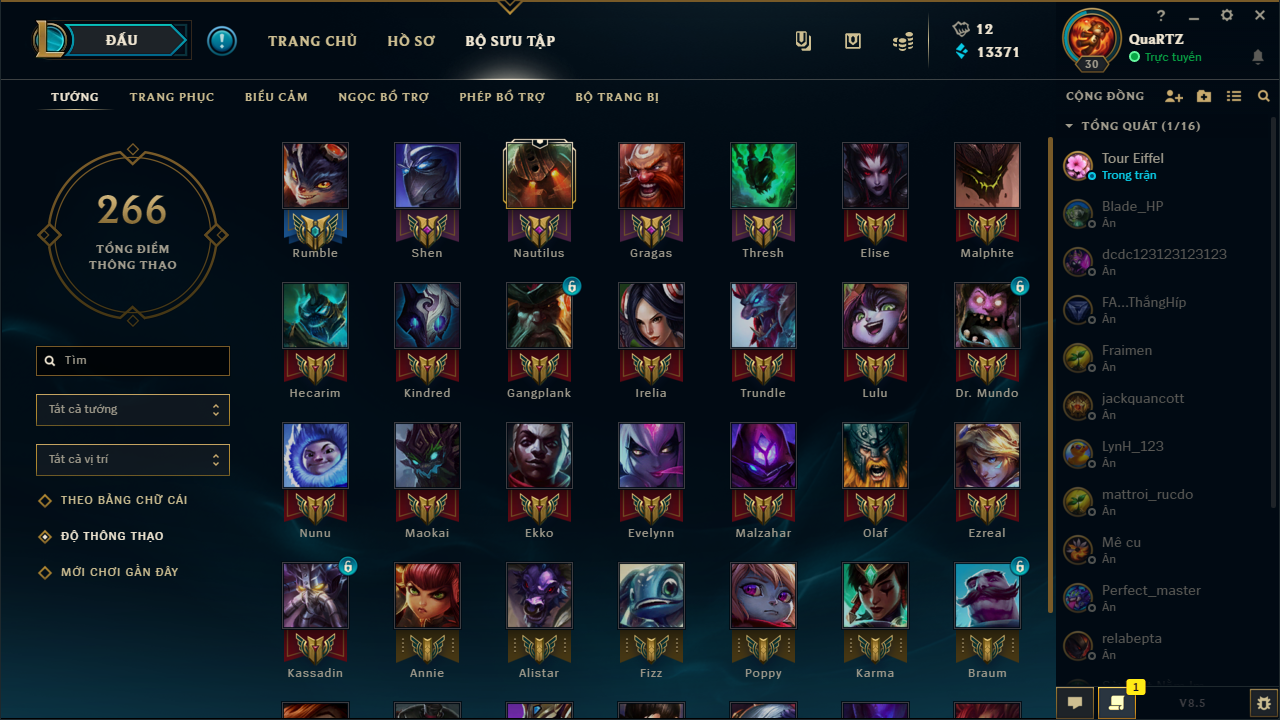 ĐẤU
!
TRANG CHỦ
HỒ SƠ
BỘ SƯU TẬP
12
13371
?
30
QuaRTZ
Trực tuyến
TƯỚNG
TRANG PHỤC
BIỂU CẢM
NGỌC BỔ TRỢ
PHÉP BỔ TRỢ
BỘ TRANG BỊ
266
TỔNG ĐIỂM
THÔNG THẠO
Tìm
Tất cả tướng
Tất cả vị trí
THEO BẢNG CHỮ CÁI
ĐỘ THÔNG THẠO
MỚI CHƠI GẦN ĐÂY
Rumble
Shen
Nautilus
Gragas
Thresh
Elise
Malphite
6
6
Hecarim
Kindred
Gangplank
Irelia
Trundle
Lulu
Dr. Mundo
Nunu
Maokai
Ekko
Evelynn
Malzahar
Olaf
Ezreal
6
6
Kassadin
Annie
Alistar
Fizz
Poppy
Karma
Braum
CỘNG ĐỒNG
TỔNG QUÁT (1/16)
Tour Eiffel
Trong trận
Blade_HP
Ẩn
dcdc123123123123
Ẩn
FA...ThắngHíp
Ẩn
Fraimen
Ẩn
jackquancott
Ẩn
LynH_123
Ẩn
mattroi_rucdo
Ẩn
Mê cu
Ẩn
Perfect_master
Ẩn
relabepta
Ẩn
1
V8.5